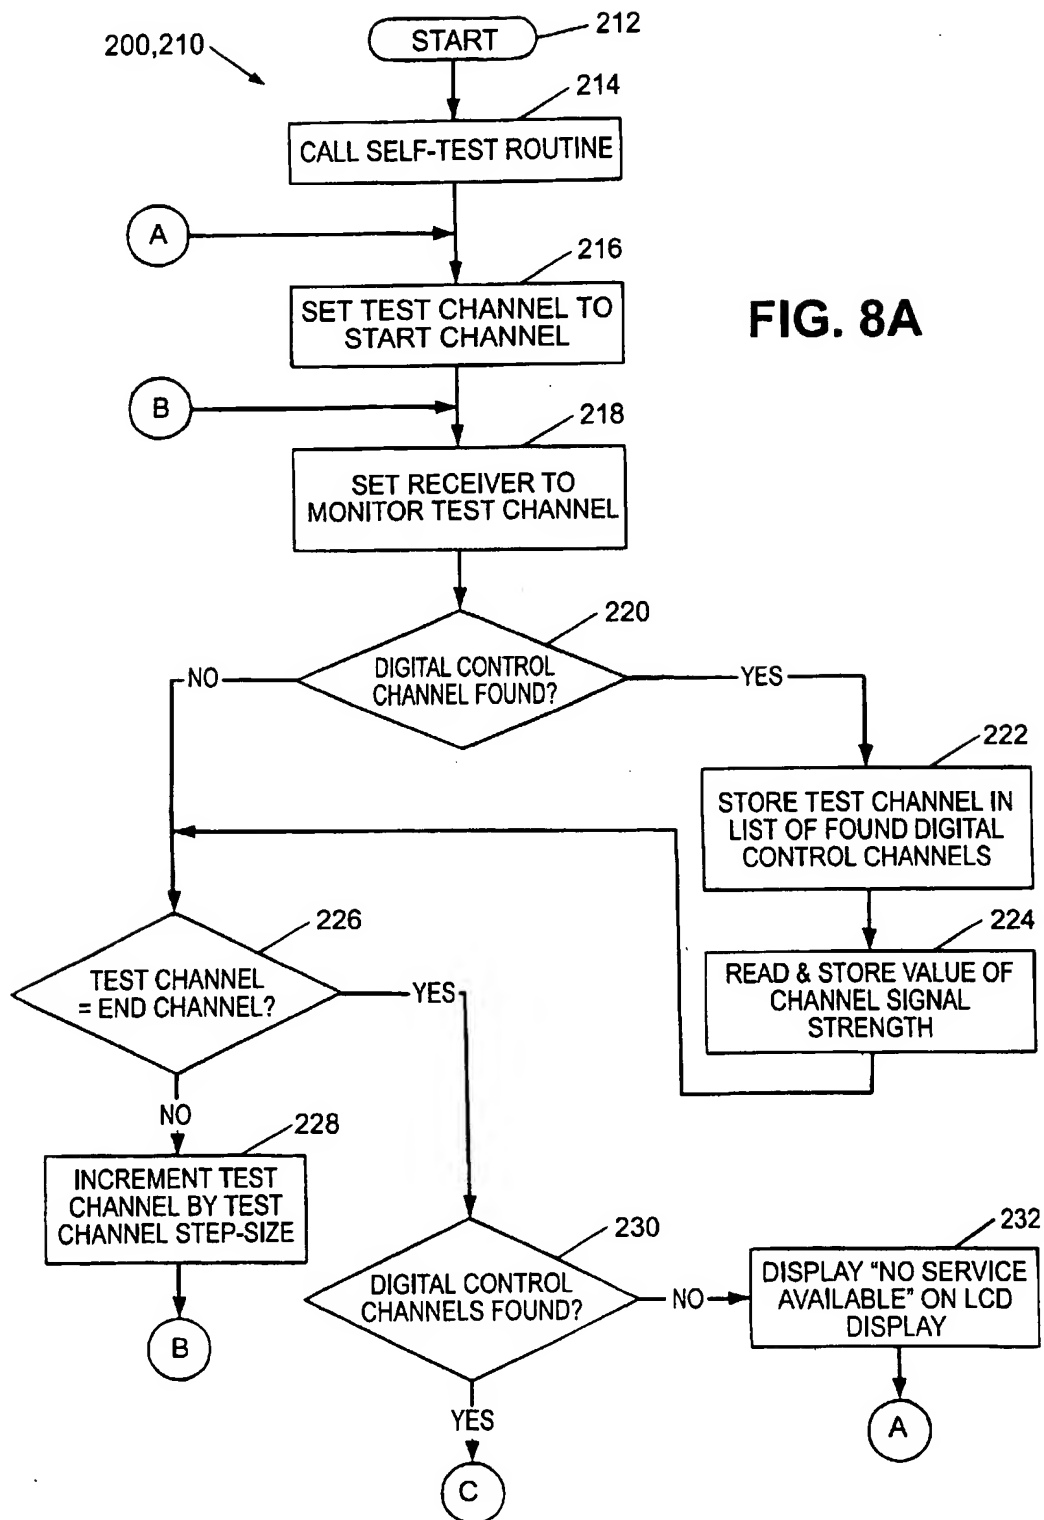 200,210
START
212
214
CALL SELF-TEST ROUTINE
A
216
SET TEST CHANNEL TO
START CHANNEL
FIG. 8A
B
218
SET RECEIVER TO
MONITOR TEST CHANNEL
220
DIGITAL CONTROL
CHANNEL FOUND?
NO
YES
222
STORE TEST CHANNEL IN
LIST OF FOUND DIGITAL
CONTROL CHANNELS
224
READ & STORE VALUE OF
CHANNEL SIGNAL
STRENGTH
226
TEST CHANNEL
= END CHANNEL?
YES
NO
228
INCREMENT TEST
CHANNEL BY TEST
CHANNEL STEP-SIZE
B
230
DIGITAL CONTROL
CHANNELS FOUND?
NO
232
DISPLAY “NO SERVICE
AVAILABLE” ON LCD
DISPLAY
A
YES
C